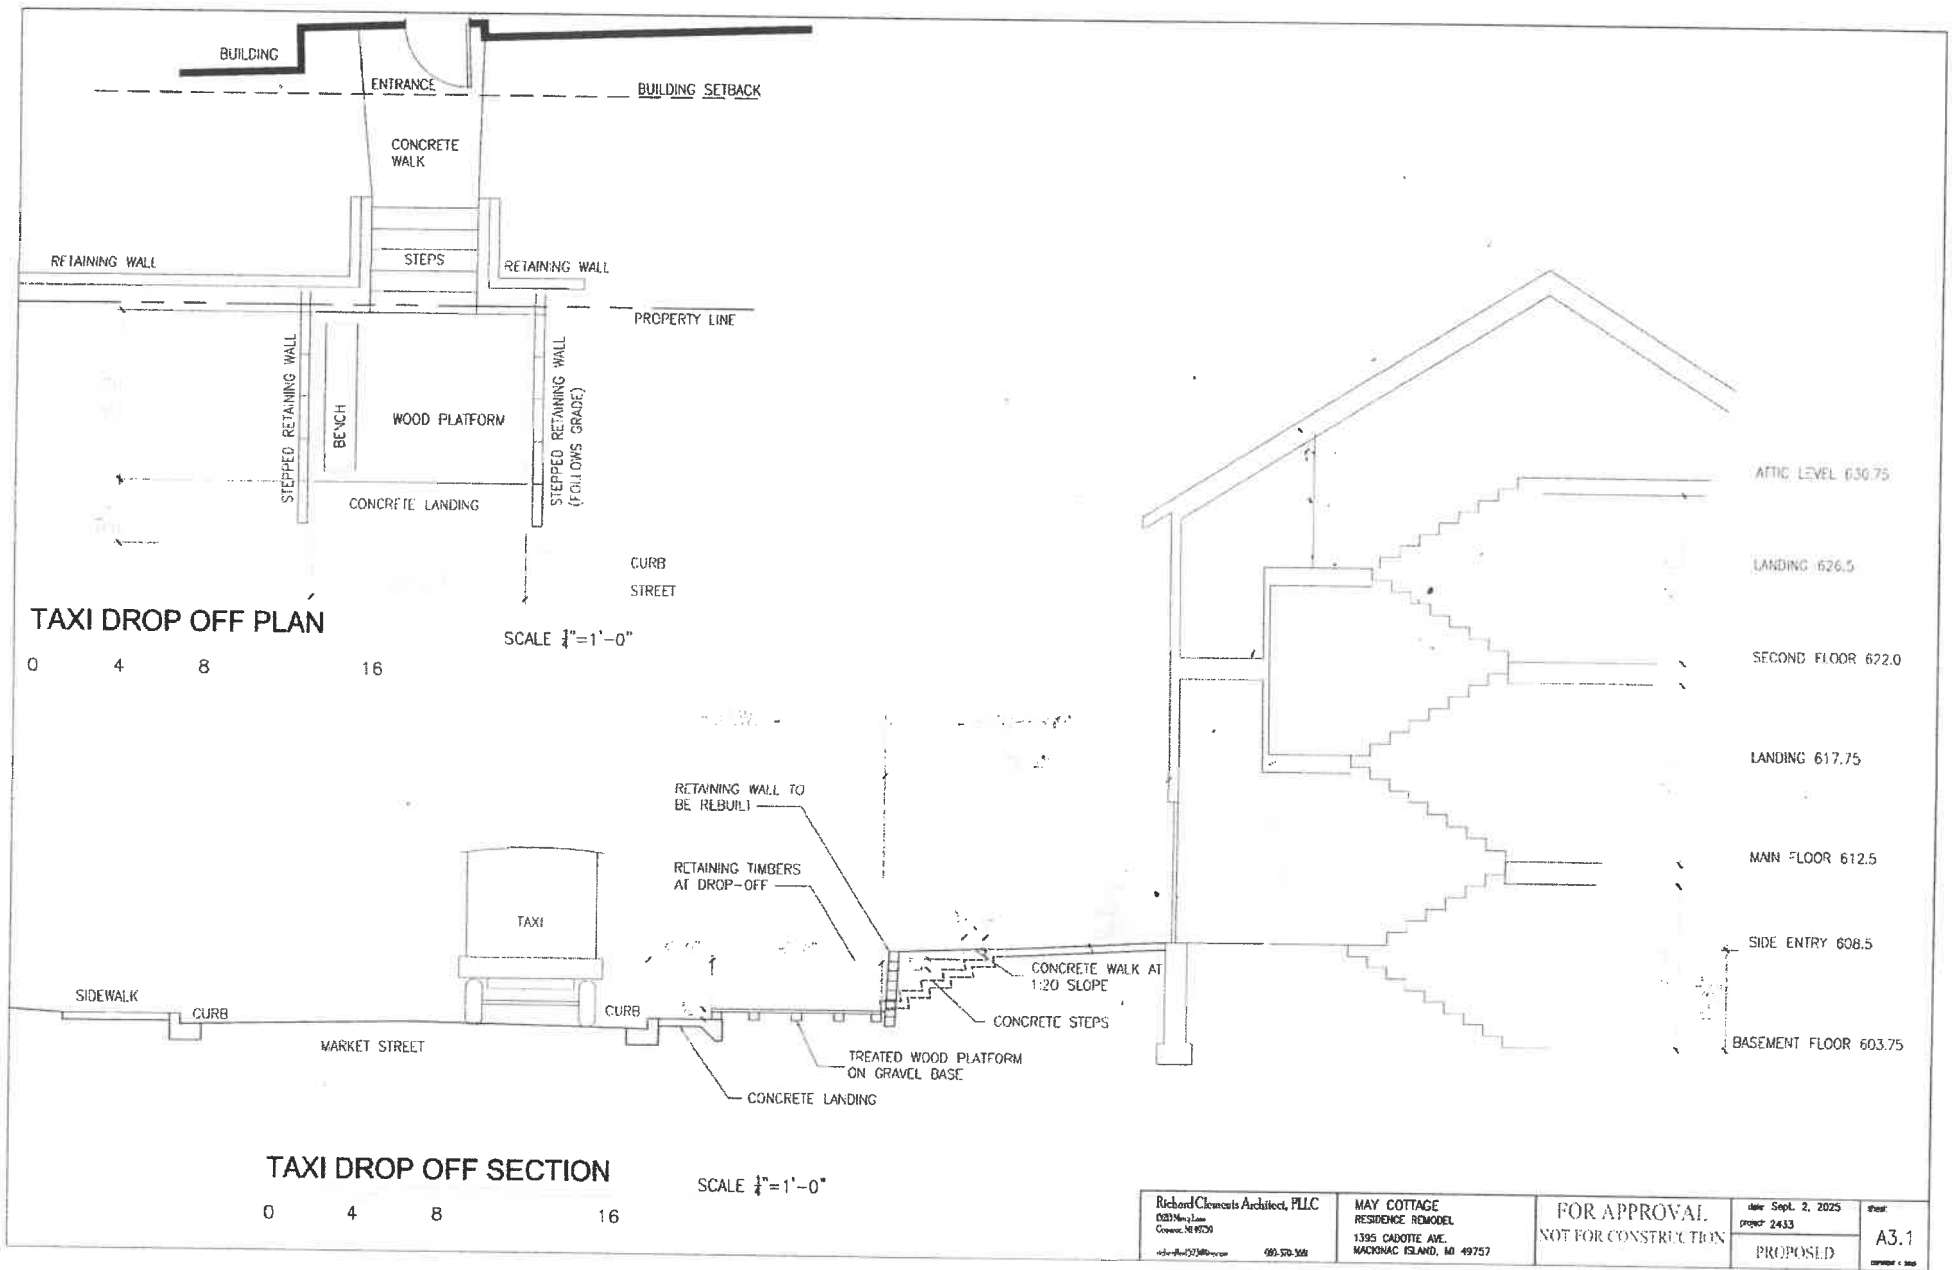 BUILDING
ENTRANCE
BUILDING SETBACK
CONCRETE
WALK
RETAINING WALL
STEPS
RETAINING WALL
PROPERTY LINE
STEPPED RETAINING WALL
BENCH
WOOD PLATFORM
STEPPED RETAINING WALL
(FOLLOWS GRADE)
CONCRETE LANDING
CURB
STREET
TAXI DROP OFF PLAN
SCALE ¼"=1'-0"
0 4 8 16
ATTIC LEVEL 630.75
LANDING 626.5
SECOND FLOOR 622.0
LANDING 617.75
MAIN FLOOR 612.5
SIDE ENTRY 608.5
BASEMENT FLOOR 603.75
RETAINING WALL TO
BE REBUILT
RETAINING TIMBERS
AT DROP-OFF
TAXI
SIDEWALK
CURB
MARKET STREET
CURB
CONCRETE WALK AT
1:20 SLOPE
CONCRETE STEPS
TREATED WOOD PLATFORM
ON GRAVEL BASE
CONCRETE LANDING
TAXI DROP OFF SECTION
SCALE ¼"=1'-0"
0 4 8 16
Richard Clements Architect, PLLC
MAY COTTAGE
RESIDENCE REMODEL
1395 CADOTTE AVE.
MACKINAC ISLAND, MI 49757
FOR APPROVAL
NOT FOR CONSTRUCTION
date Sept. 2, 2025
project 2433
PROPOSED
sheet
A3.1